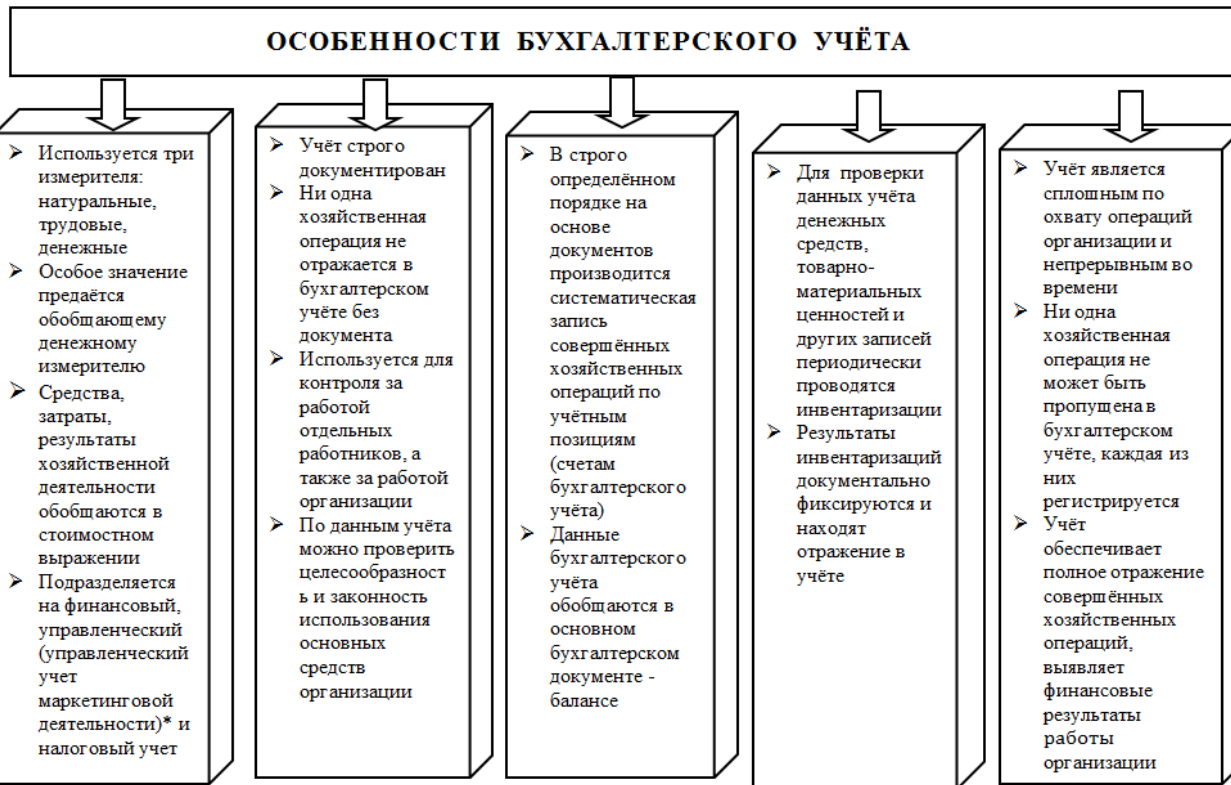 ОСОБЕННОСТИ БУХГАЛТЕРСКОГО УЧЁТА
➢ Используется три
измерителя:
натуральные,
трудовые,
денежные
➢ Особое значение
предаётся
обобщающему
денежному
измерителю
➢ Средства,
затраты,
результаты
хозяйственной
деятельности
обобщаются в
стоимостном
выражении
➢ Подразделяется
на финансовый,
управленческий
(управленческий
учет
маркетинговой
деятельности)* и
налоговый учет
➢ Учёт строго
документирован
➢ Ни одна
хозяйственная
операция не
отражается в
бухгалтерском
учёте без
документа
➢ Используется для
контроля за
работой
отдельных
работников, а
также за работой
организации
➢ По данным учёта
можно проверить
целесообразност
ь и законность
использования
основных
средств
организации
➢ В строго
определённом
порядке на
основе
документов
производится
систематическая
запись
совершённых
хозяйственных
операций по
учётным
позициям
(счетам
бухгалтерского
учёта)
➢ Данные
бухгалтерского
учёта
обобщаются в
основном
бухгалтерском
документе -
балансе
➢ Для проверки
данных учёта
денежных
средств,
товарно-
материальных
ценностей и
других записей
периодически
проводятся
инвентаризации
➢ Результаты
инвентаризаций
документально
фиксируются и
находят
отражение в
учёте
➢ Учёт является
сплошным по
охвату операций
организации и
непрерывным во
времени
➢ Ни одна
хозяйственная
операция не
может быть
пропущена в
бухгалтерском
учёте, каждая из
них
регистрируется
➢ Учёт
обеспечивает
полное отражение
совершённых
хозяйственных
операций,
выявляет
финансовые
результаты
работы
организации